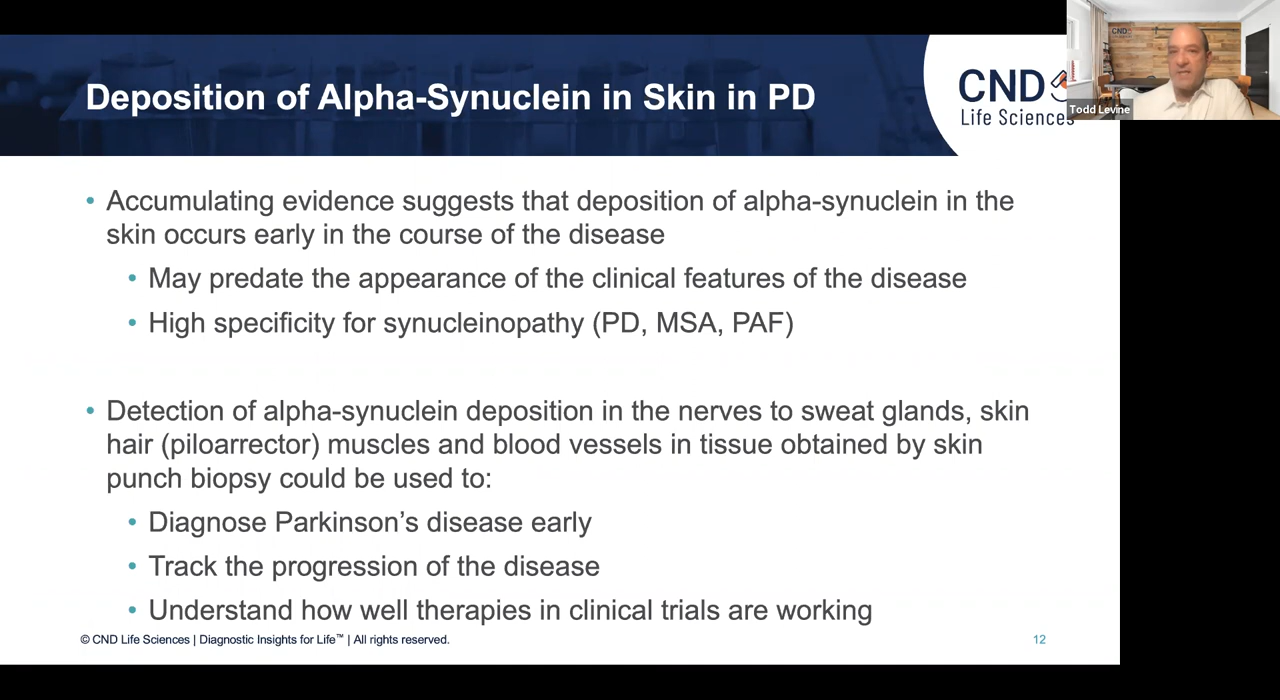 Deposition of Alpha-Synuclein in Skin in PD
CND
Life Sciences
CND
Todd Levine
• Accumulating evidence suggests that deposition of alpha-synuclein in the
skin occurs early in the course of the disease
• May predate the appearance of the clinical features of the disease
• High specificity for synucleinopathy (PD, MSA, PAF)
• Detection of alpha-synuclein deposition in the nerves to sweat glands, skin
hair (piloarrector) muscles and blood vessels in tissue obtained by skin
punch biopsy could be used to:
• Diagnose Parkinson’s disease early
• Track the progression of the disease
• Understand how well therapies in clinical trials are working
© CND Life Sciences | Diagnostic Insights for Life™ | All rights reserved.
12